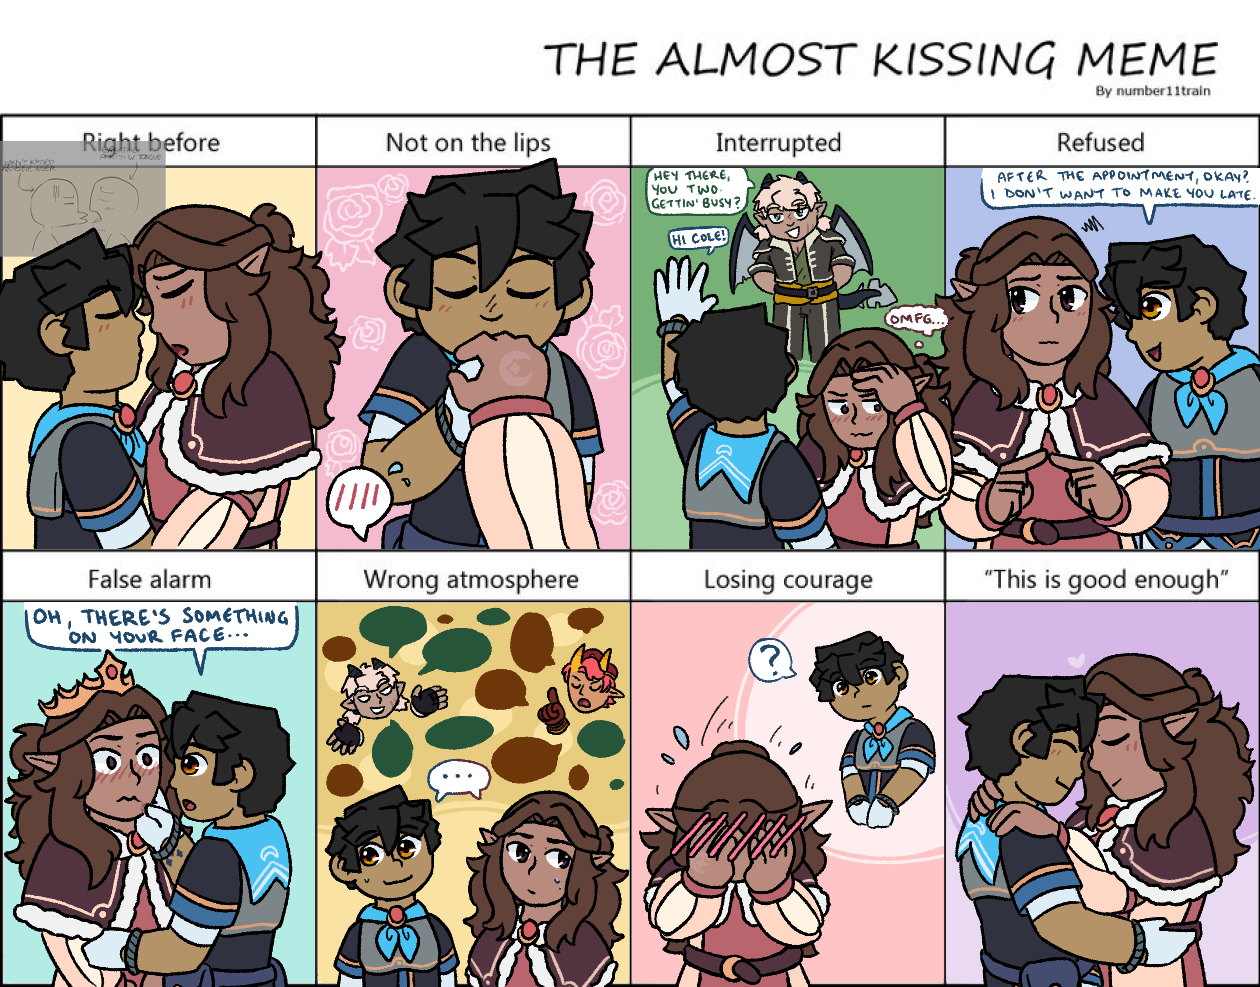 THE ALMOST KISSING MEME
By number11train
Right before
Not on the lips
Interrupted
Refused
HEY THERE,
YOU TWO.
GETTIN' BUSY?
HI COLE!
OMFG...
AFTER THE APPOINTMENT, OKAY?
I DON'T WANT TO MAKE YOU LATE.
False alarm
Wrong atmosphere
Losing courage
“This is good enough”
OH, THERE'S SOMETHING
ON YOUR FACE...
...
?